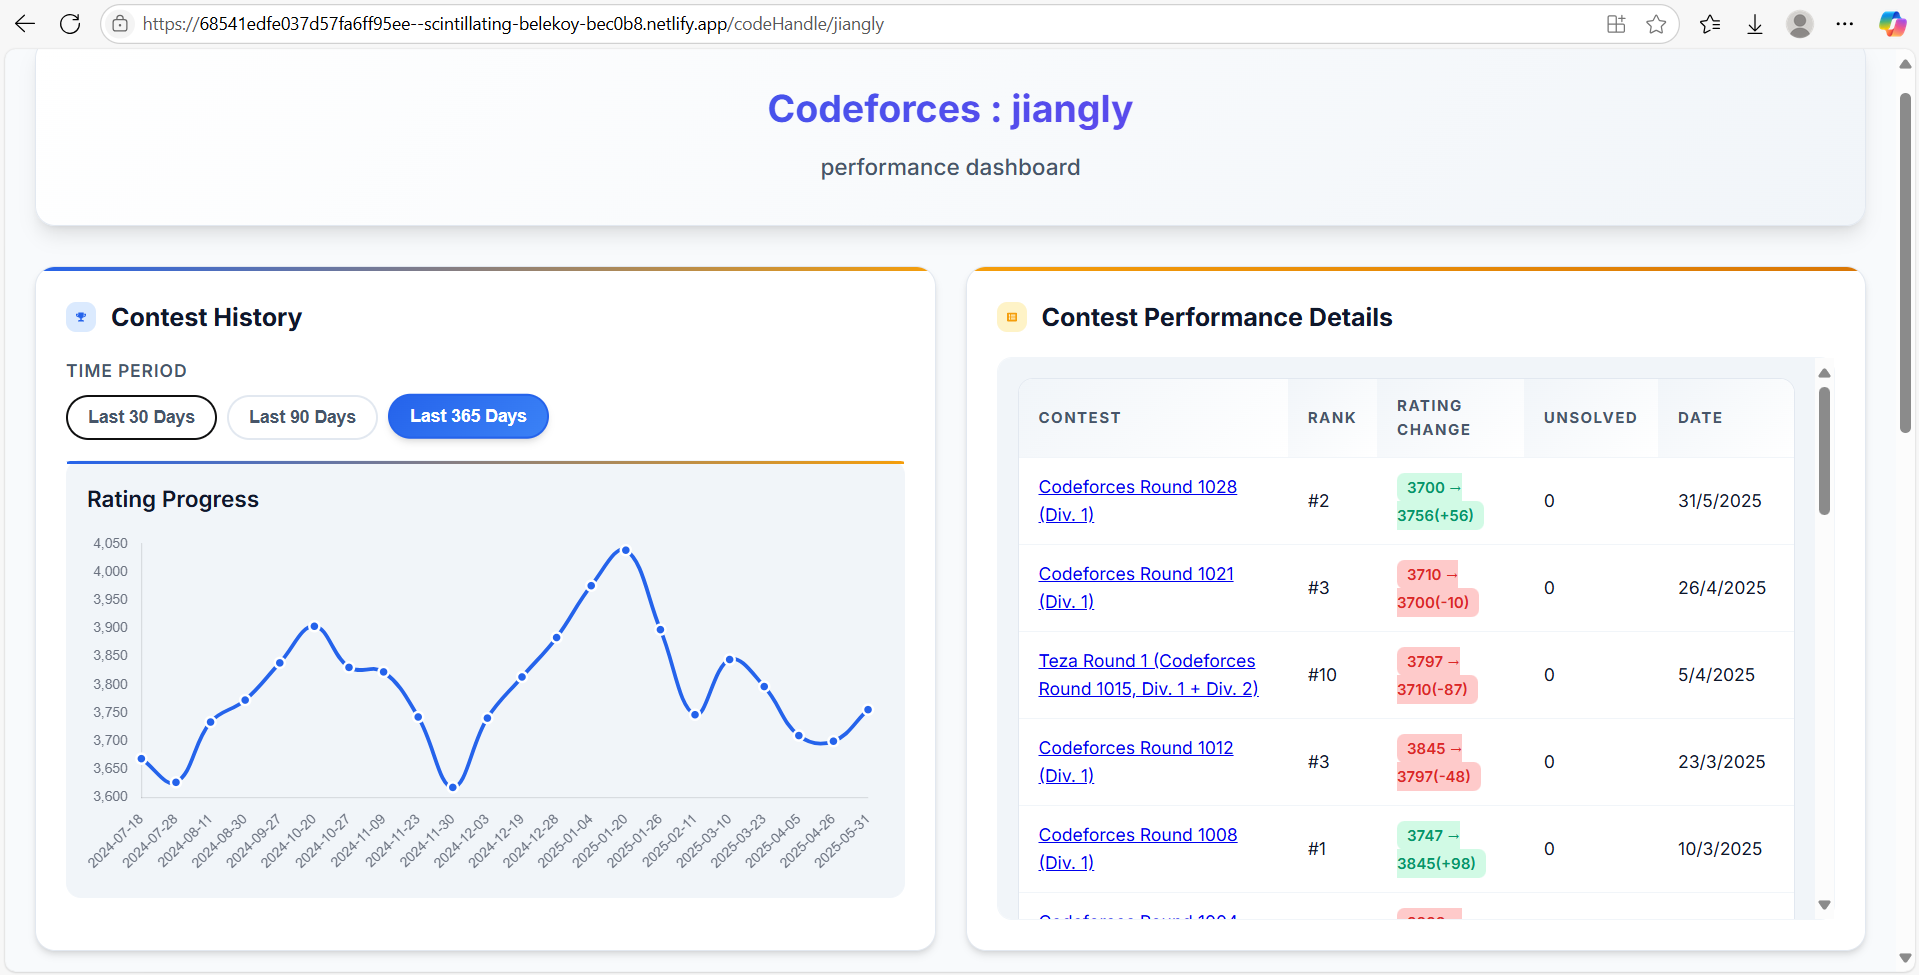 https://68541edfe037d57fa6ff95ee--scintillating-belekoy-bec0b8.netlify.app/codeHandle/jiangly
Codeforces : jiangly
performance dashboard
Contest History
TIME PERIOD
Last 30 Days
Last 90 Days
Last 365 Days
Rating Progress
4,050
4,000
3,950
3,900
3,850
3,800
3,750
3,700
3,650
3,600
2024-07-18
2024-07-28
2024-08-11
2024-08-30
2024-09-27
2024-10-20
2024-10-27
2024-11-09
2024-11-23
2024-11-30
2024-12-03
2024-12-19
2024-12-28
2025-01-04
2025-01-20
2025-01-26
2025-02-11
2025-03-10
2025-03-23
2025-04-05
2025-04-26
2025-05-31
Contest Performance Details
CONTEST
RANK
RATING
CHANGE
UNSOLVED
DATE
Codeforces Round 1028
(Div. 1)
#2
3700 →
3756(+56)
0
31/5/2025
Codeforces Round 1021
(Div. 1)
#3
3710 →
3700(-10)
0
26/4/2025
Teza Round 1 (Codeforces
Round 1015, Div. 1 + Div. 2)
#10
3797 →
3710(-87)
0
5/4/2025
Codeforces Round 1012
(Div. 1)
#3
3845 →
3797(-48)
0
23/3/2025
Codeforces Round 1008
(Div. 1)
#1
3747 →
3845(+98)
0
10/3/2025
Codeforces Round